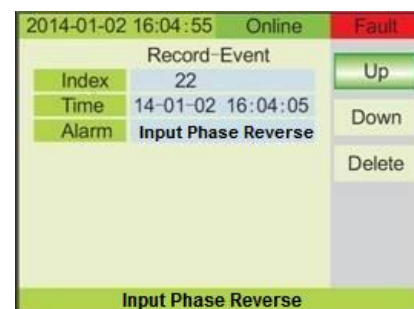 2014-01-02 16:04:55 Online Fault
Record-Event
Up
Index 22
Time 14-01-02 16:04:05
Down
Alarm Input Phase Reverse
Delete
Input Phase Reverse